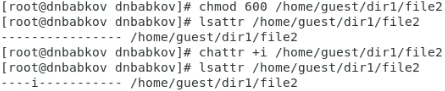 [root@dnbabkov dnbabkov]# chmod 600 /home/guest/dir1/file2
[root@dnbabkov dnbabkov]# lsattr /home/guest/dir1/file2
---------------- /home/guest/dir1/file2
[root@dnbabkov dnbabkov]# chattr +i /home/guest/dir1/file2
[root@dnbabkov dnbabkov]# lsattr /home/guest/dir1/file2
----i----------- /home/guest/dir1/file2